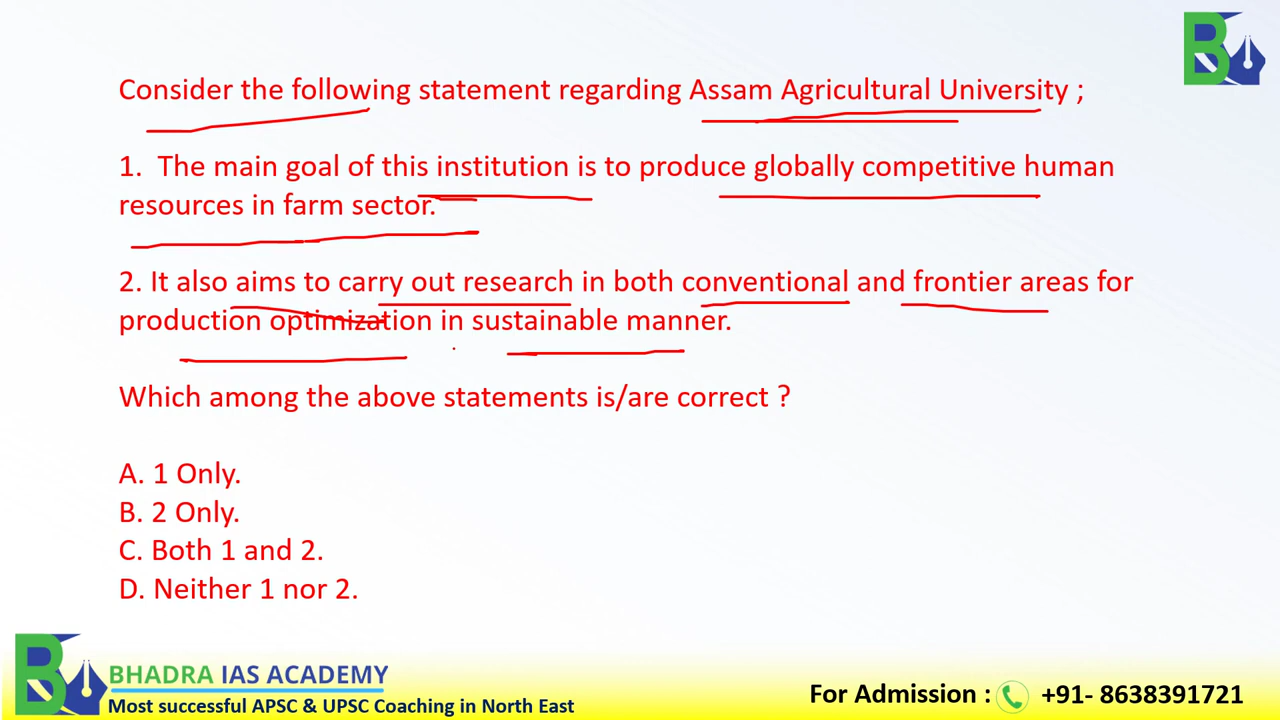 Consider the following statement regarding Assam Agricultural University ;
1. The main goal of this institution is to produce globally competitive human
resources in farm sector.
2. It also aims to carry out research in both conventional and frontier areas for
production optimization in sustainable manner.
Which among the above statements is/are correct ?
A. 1 Only.
B. 2 Only.
C. Both 1 and 2.
D. Neither 1 nor 2.
BHADRA IAS ACADEMY
Most successful APSC & UPSC Coaching in North East
For Admission : +91- 8638391721